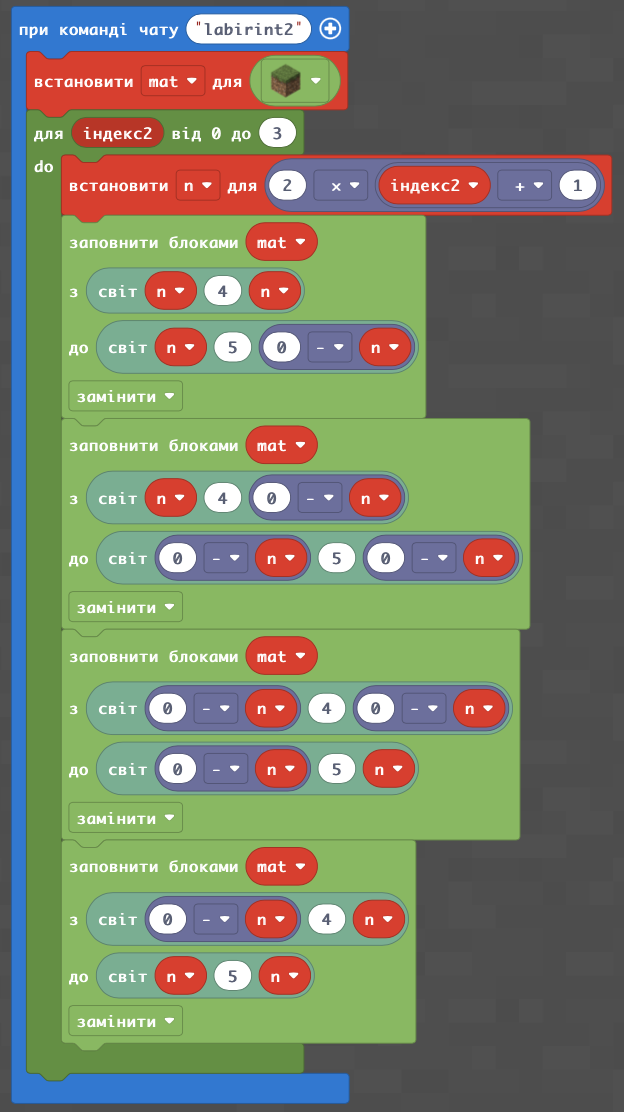 при команді чату "labirint2"
встановити mat для
для індекс2 від 0 до 3
do
встановити n для 2 × індекс2 + 1
заповнити блоками mat
з світ n 4 n
до світ n 5 0 - n
замінити
заповнити блоками mat
з світ n 4 0 - n
до світ 0 - n 5 0 - n
замінити
заповнити блоками mat
з світ 0 - n 4 0 - n
до світ 0 - n 5 n
замінити
заповнити блоками mat
з світ 0 - n 4 n
до світ n 5 n
замінити